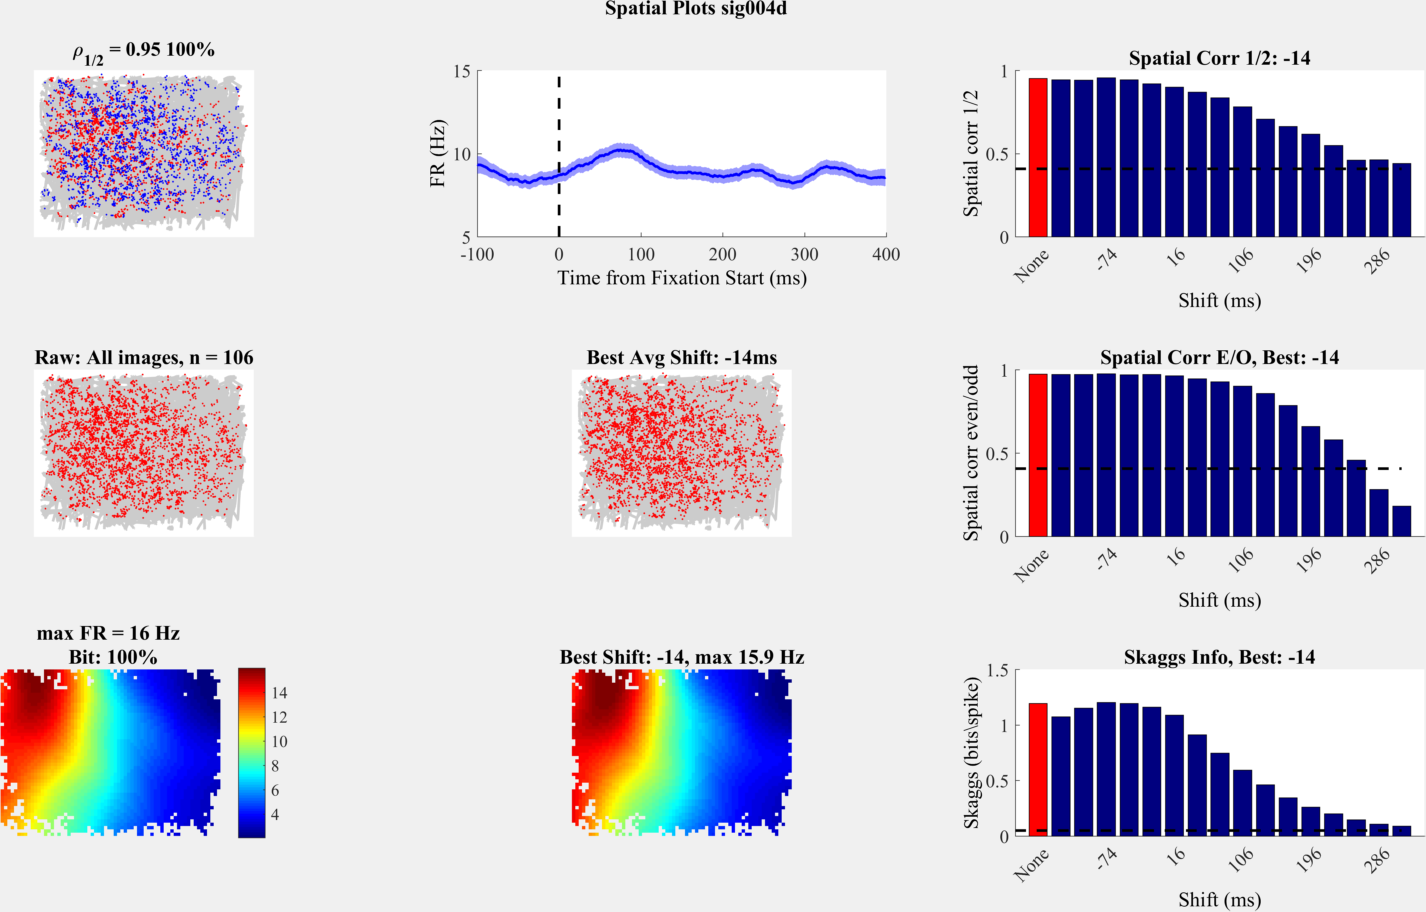 Spatial Plots sig004d
ρ1/2 = 0.95 100%
15
10
5
FR (Hz)
-100 0 100 200 300 400
Time from Fixation Start (ms)
Spatial Corr 1/2: -14
1
0.5
0
Spatial corr 1/2
None -74 16 106 196 286
Shift (ms)
Raw: All images, n = 106
Best Avg Shift: -14ms
Spatial Corr E/O, Best: -14
1
0.5
0
Spatial corr even/odd
None -74 16 106 196 286
Shift (ms)
max FR = 16 Hz
Bit: 100%
14
12
10
8
6
4
Best Shift: -14, max 15.9 Hz
Skaggs Info, Best: -14
1.5
1
0.5
0
Skaggs (bits\spike)
None -74 16 106 196 286
Shift (ms)